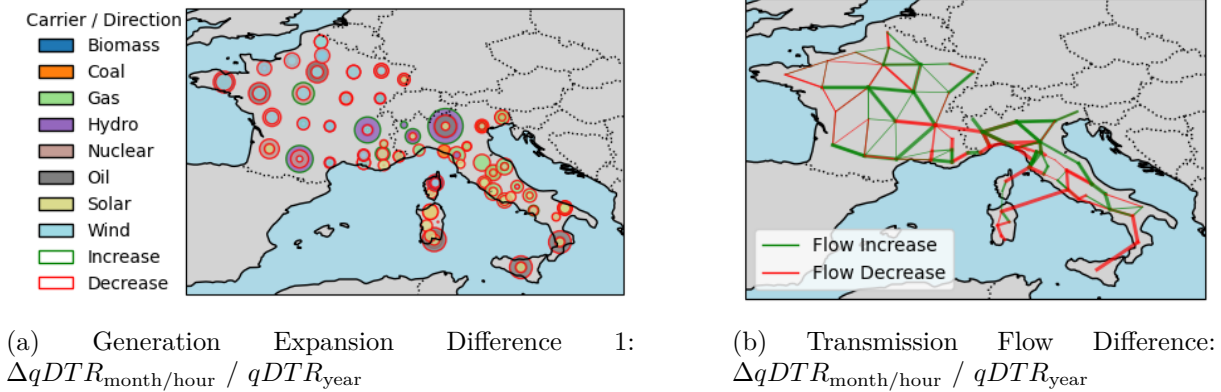 Carrier / Direction
Biomass
Coal
Gas
Hydro
Nuclear
Oil
Solar
Wind
Increase
Decrease
Flow Increase
Flow Decrease
(a) Generation Expansion Difference 1:
ΔqDTR_month/hour / qDTR_year
(b) Transmission Flow Difference:
ΔqDTR_month/hour / qDTR_year